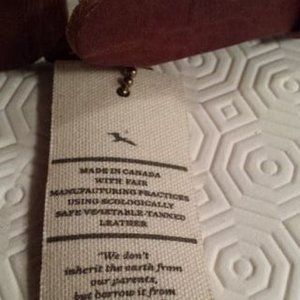 MADE IN CANADA
WITH FAIR
MANUFACTURING PRACTICES
USING ECOLOGICALLY
SAFE VEGETABLE-TANNED
LEATHER
"We don't
inherit the earth from
our parents,
but borrow it from